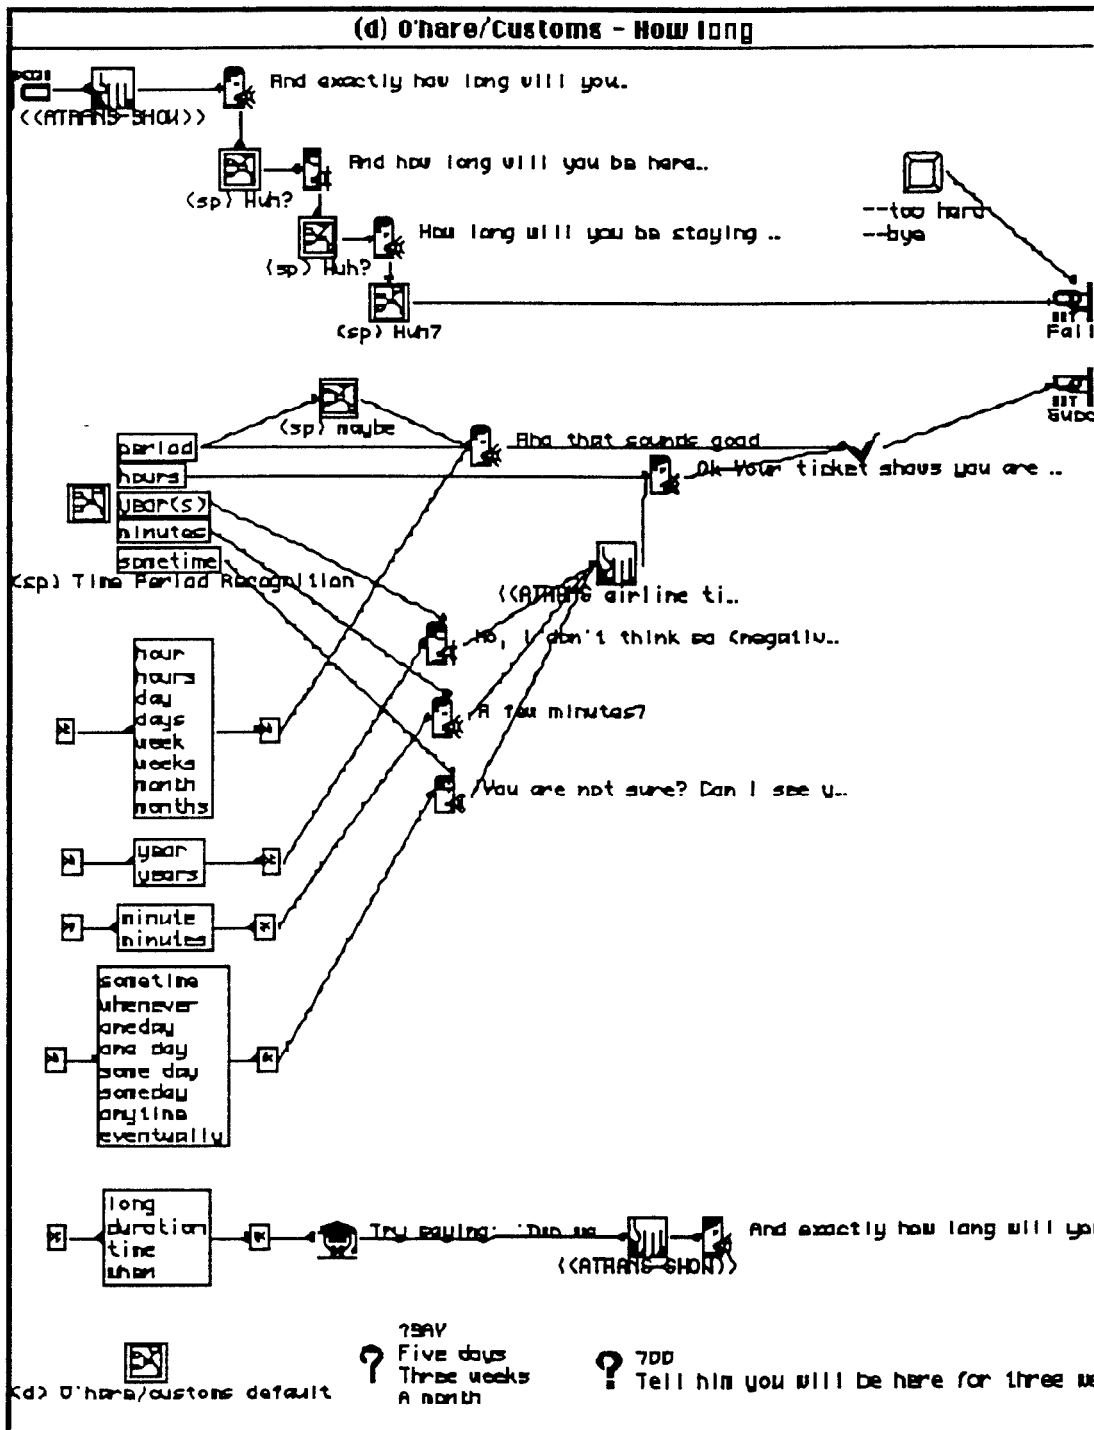 (d) O'hare/Customs - How long
And exactly how long will you..
((ATRANS-SHOW))
And how long will you be here..
(sp) Huh?
--too hard
--bye
How long will you be staying ..
(sp) Huh?
(sp) Huh?
Fail
(sp) maybe
period
Aha that sounds good
hours
Ok Your ticket shows you are ..
year(s)
minutes
sometime
(sp) Time Period Recognition
((ATRANS airline ti..
No, I don't think so (negativ..
hour
hours
day
days
week
weeks
month
months
A few minutes?
You are not sure? Can I see y..
year
years
minute
minutes
sometime
whenever
oneday
one day
some day
someday
anytime
eventually
long
duration
time
when
Try saying:
((ATRANS-SHOW))
And exactly how long will yo
(d) O'hare/customs default
?SAY
Five days
Three weeks
A month
?DO
Tell him you will be here for three we